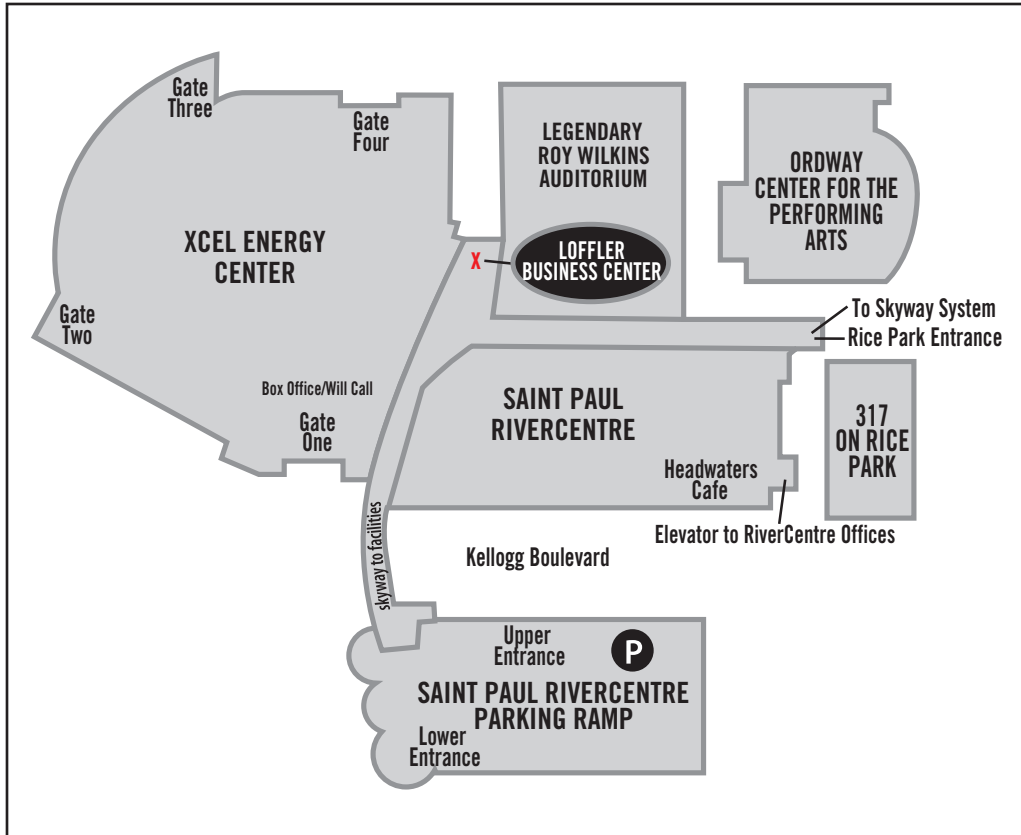 Gate
Three
Gate
Four
LEGENDARY
ROY WILKINS
AUDITORIUM
ORDWAY
CENTER FOR THE
PERFORMING
ARTS
XCEL ENERGY
CENTER
X
LOFFLER
BUSINESS CENTER
To Skyway System
Rice Park Entrance
Gate
Two
Box Office/Will Call
Gate
One
SAINT PAUL
RIVERCENTRE
317
ON RICE
PARK
Headwaters
Cafe
Elevator to RiverCentre Offices
skyway to facilities
Kellogg Boulevard
Upper
Entrance
P
SAINT PAUL RIVERCENTRE
PARKING RAMP
Lower
Entrance